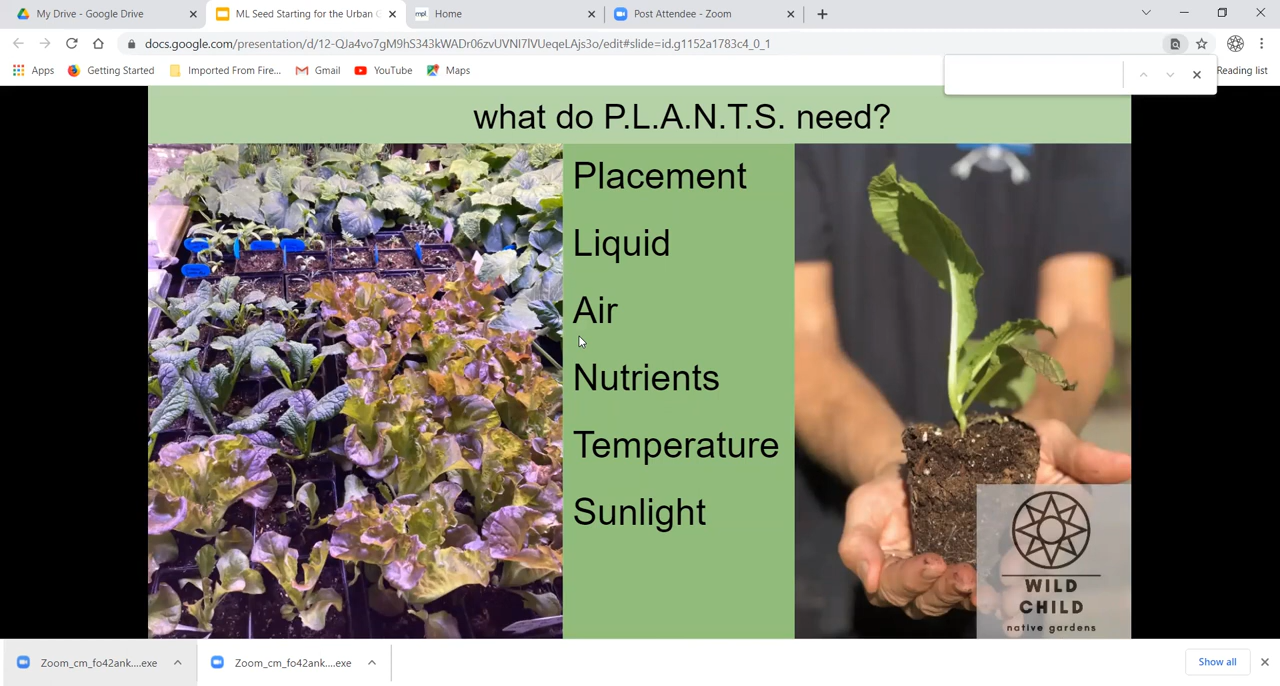 My Drive - Google Drive
ML Seed Starting for the Urban G
mpl
Home
Post Attendee - Zoom
docs.google.com/presentation/d/12-QJa4vo7gM9hS343kWADr06zvUVNI7lVUeqeLAjs3o/edit#slide=id.g1152a1783c4_0_1
Apps
Getting Started
Imported From Fire...
Gmail
YouTube
Maps
Reading list
what do P.L.A.N.T.S. need?
Placement
Liquid
Air
Nutrients
Temperature
Sunlight
WILD
CHILD
native gardens
Zoom_cm_fo42ank....exe
Zoom_cm_fo42ank....exe
Show all